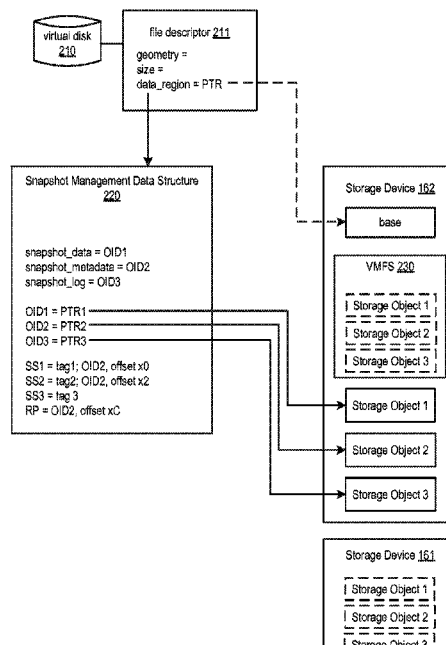 virtual disk
210
file descriptor 211
geometry =
size =
data_region = PTR
Snapshot Management Data Structure
220
snapshot_data = OID1
snapshot_metadata = OID2
snapshot_log = OID3
OID1 = PTR1
OID2 = PTR2
OID3 = PTR3
SS1 = tag1; OID2, offset x0
SS2 = tag2; OID2, offset x2
SS3 = tag 3
RP = OID2, offset xC
Storage Device 162
base
VMFS 230
Storage Object 1
Storage Object 2
Storage Object 3
Storage Object 1
Storage Object 2
Storage Object 3
Storage Device 161
Storage Object 1
Storage Object 2
Storage Object 3